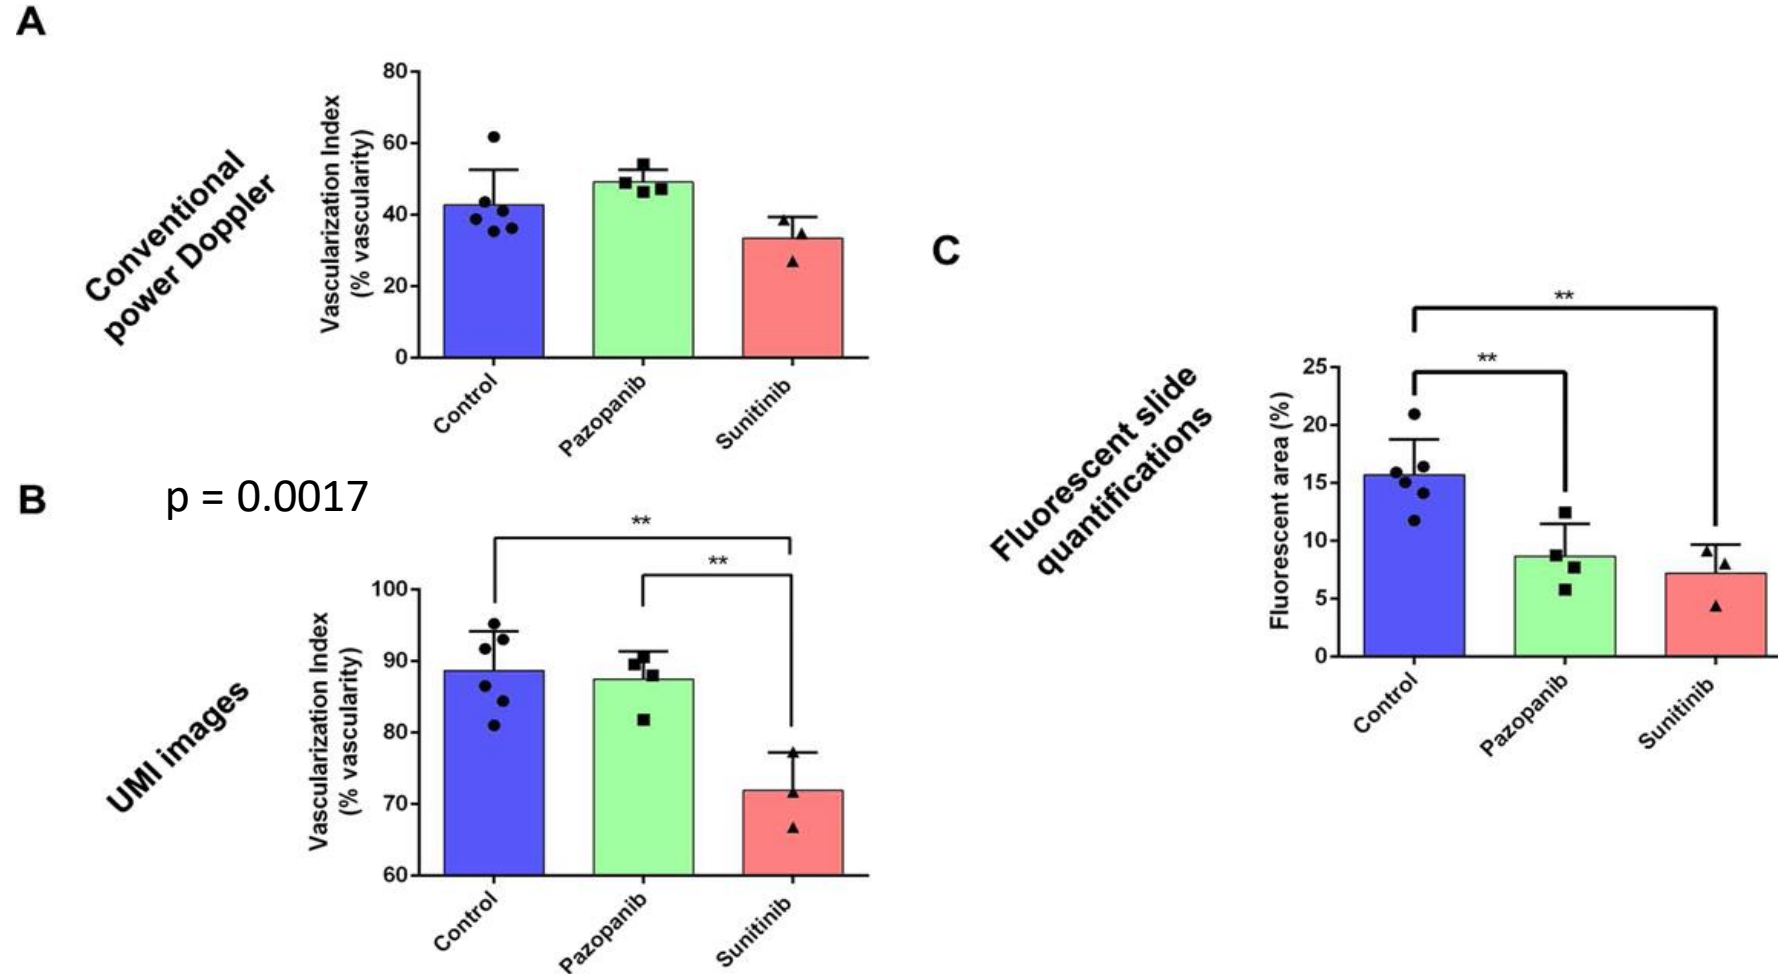 A
Conventional
power Doppler
Vascularization Index
(% vascularity)
80
60
40
20
0
Control
Pazopanib
Sunitinib
B
p = 0.0017
UMI images
Vascularization Index
(% vascularity)
**
**
100
90
80
70
60
Control
Pazopanib
Sunitinib
C
Fluorescent slide
quantifications
Fluorescent area (%)
**
**
25
20
15
10
5
0
Control
Pazopanib
Sunitinib